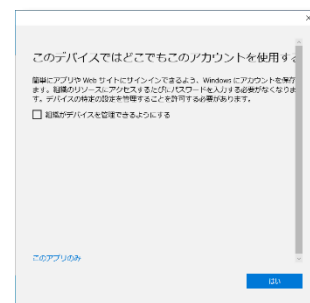 このデバイスではどこでもこのアカウントを使用する
簡単にアプリや Web サイトにサインインできるよう、Windows にアカウントを保存
ます。組織のリソースにアクセスするたびにパスワードを入力する必要がなくなりま
す。デバイスの特定の設定を管理することを許可する必要があります。
組織がデバイスを管理できるようにする
このアプリのみ
はい